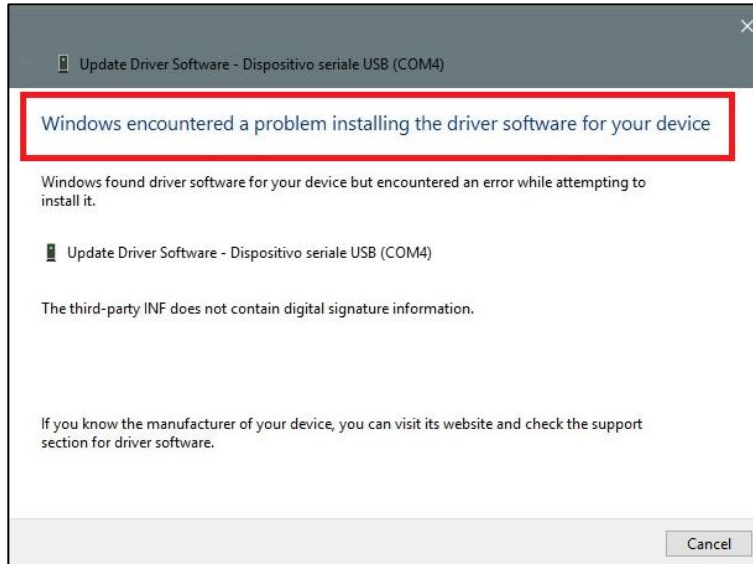 Update Driver Software - Dispositivo seriale USB (COM4)
Windows encountered a problem installing the driver software for your device
Windows found driver software for your device but encountered an error while attempting to
install it.
Update Driver Software - Dispositivo seriale USB (COM4)
The third-party INF does not contain digital signature information.
If you know the manufacturer of your device, you can visit its website and check the support
section for driver software.
Cancel